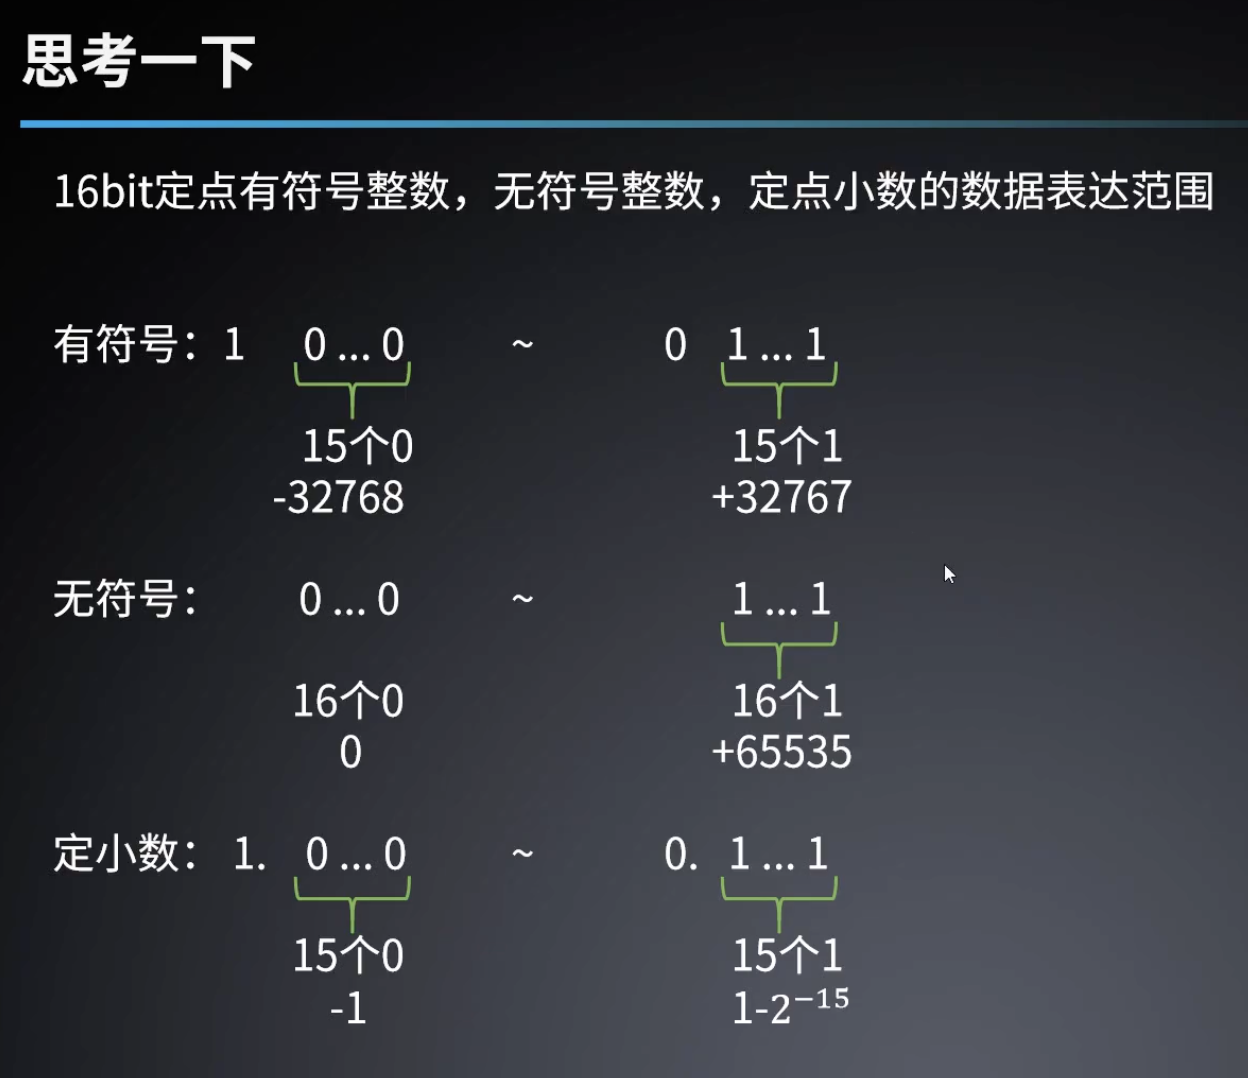 思考一下
16bit定点有符号整数，无符号整数，定点小数的数据表达范围
有符号：1 0 ... 0 ~ 0 1 ... 1
15个0 15个1
-32768 +32767
无符号： 0 ... 0 ~ 1 ... 1
16个0 16个1
0 +65535
定小数： 1. 0 ... 0 ~ 0. 1 ... 1
15个0 15个1
-1 1-2⁻¹⁵